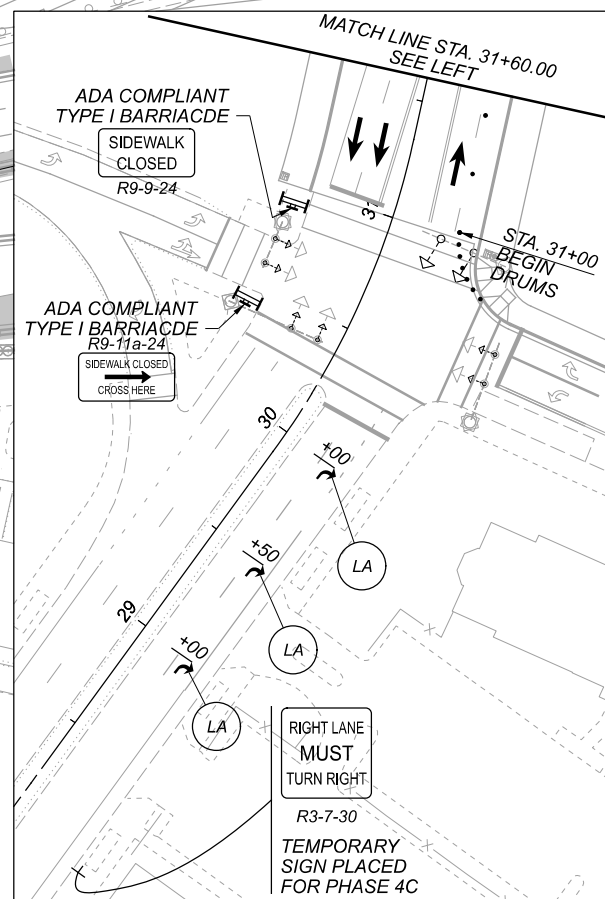 MATCH LINE STA. 31+60.00
SEE LEFT
ADA COMPLIANT
TYPE I BARRIACDE
SIDEWALK
CLOSED
R9-9-24
31
STA. 31+00
BEGIN
DRUMS
ADA COMPLIANT
TYPE I BARRIACDE
R9-11a-24
SIDEWALK CLOSED
CROSS HERE
30
+00
LA
+50
LA
29
+00
LA
RIGHT LANE
MUST
TURN RIGHT
R3-7-30
TEMPORARY
SIGN PLACED
FOR PHASE 4C